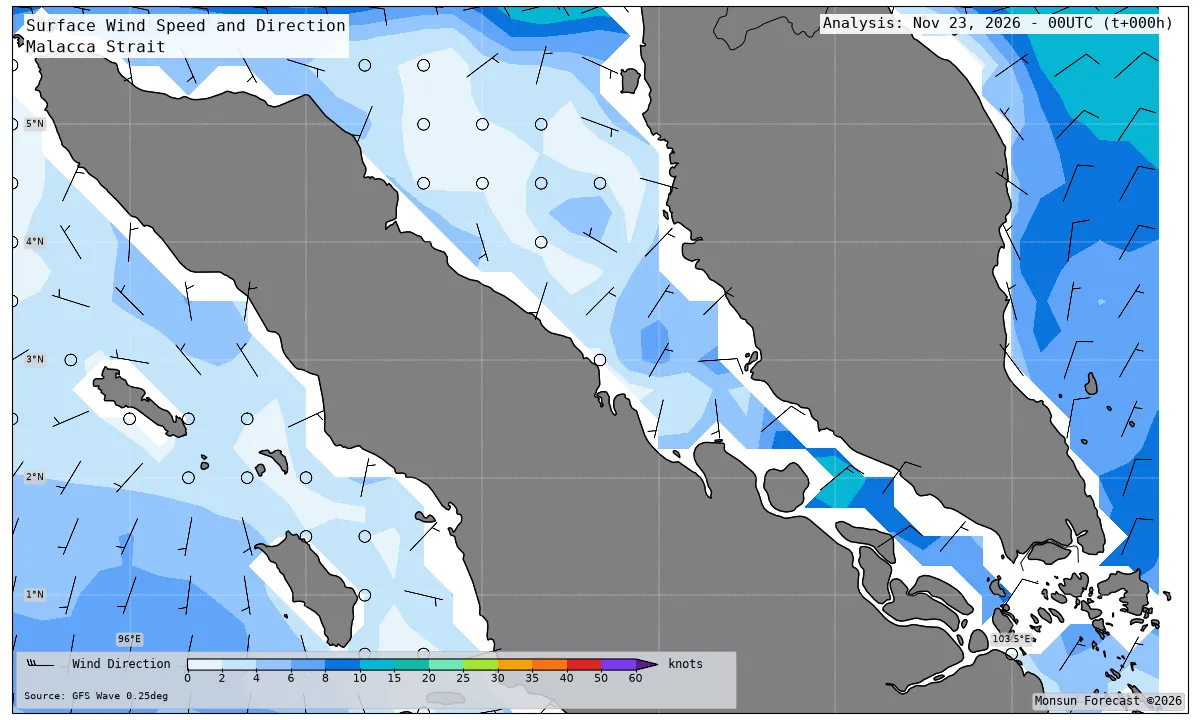 Surface Wind Speed and Direction
Malacca Strait
Analysis: Nov 23, 2026 - 00UTC (t+000h)
5°N
4°N
3°N
2°N
1°N
96°E
103.5°E
Wind Direction
knots
0 2 4 6 8 10 15 20 25 30 35 40 50 60
Source: GFS Wave 0.25deg
Monsun Forecast ©2026